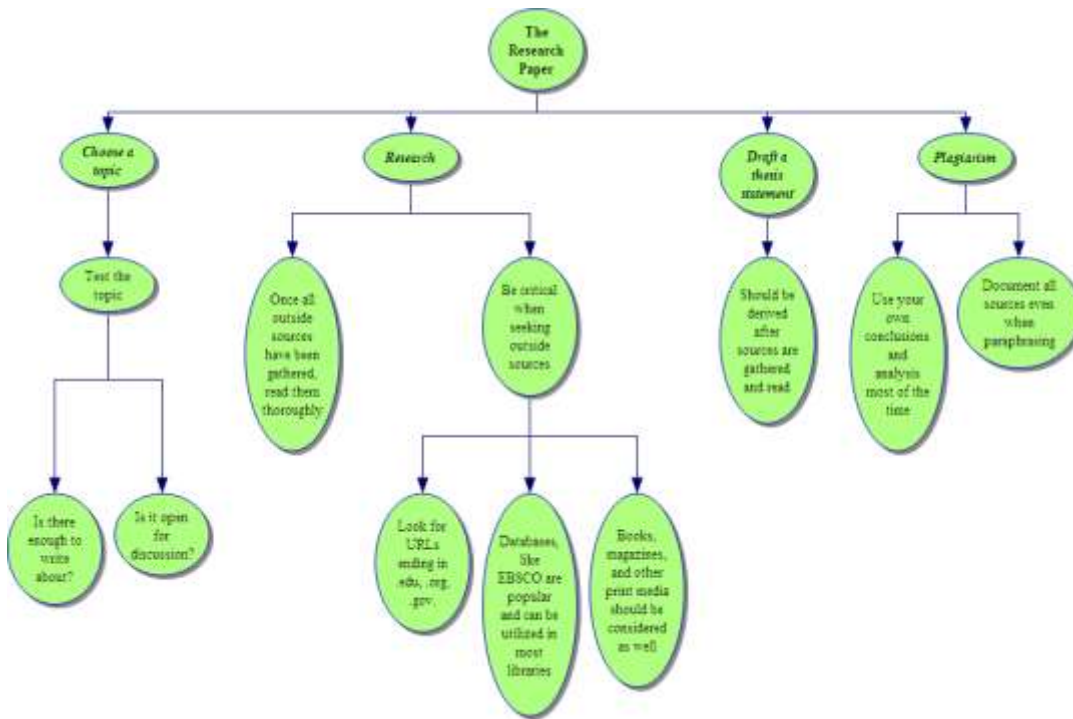 The
Research
Paper
Choose a
topic
Research
Draft a
thesis
statement
Plagiarism
Test the
topic
Once all
outside
sources
have been
gathered,
read them
thoroughly
Be critical
when
seeking
outside
sources
Should be
derived
after
sources are
gathered
and read
Use your
own
conclusions
and
analysis
most of the
time
Document all
sources even
when
paraphrasing
Is there
enough to
write
about?
Is it open
for
discussion?
Look for
URLs
ending in
.edu, .org,
.gov.
Databases,
like
EBSCO are
popular
and can be
utilized in
most
libraries
Books,
magazines,
and other
print media
should be
considered
as well